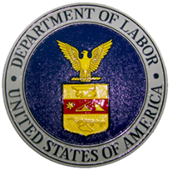 DEPARTMENT OF LABOR
UNITED STATES OF AMERICA